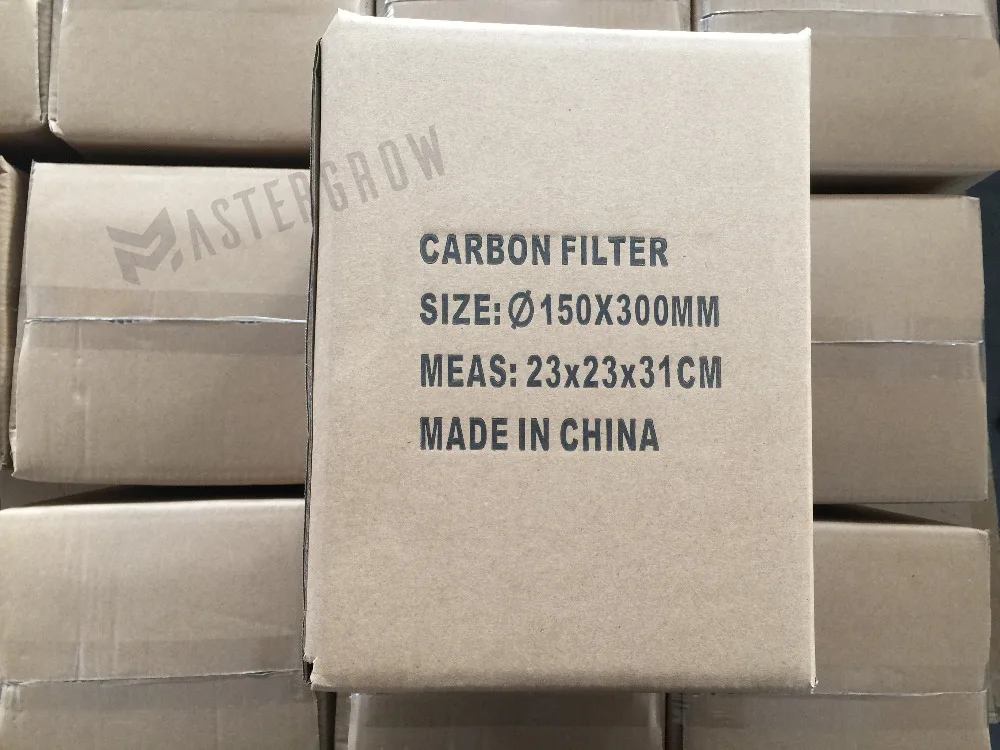 MASTERGROW
CARBON FILTER
SIZE: Ø150X300MM
MEAS: 23x23x31CM
MADE IN CHINA